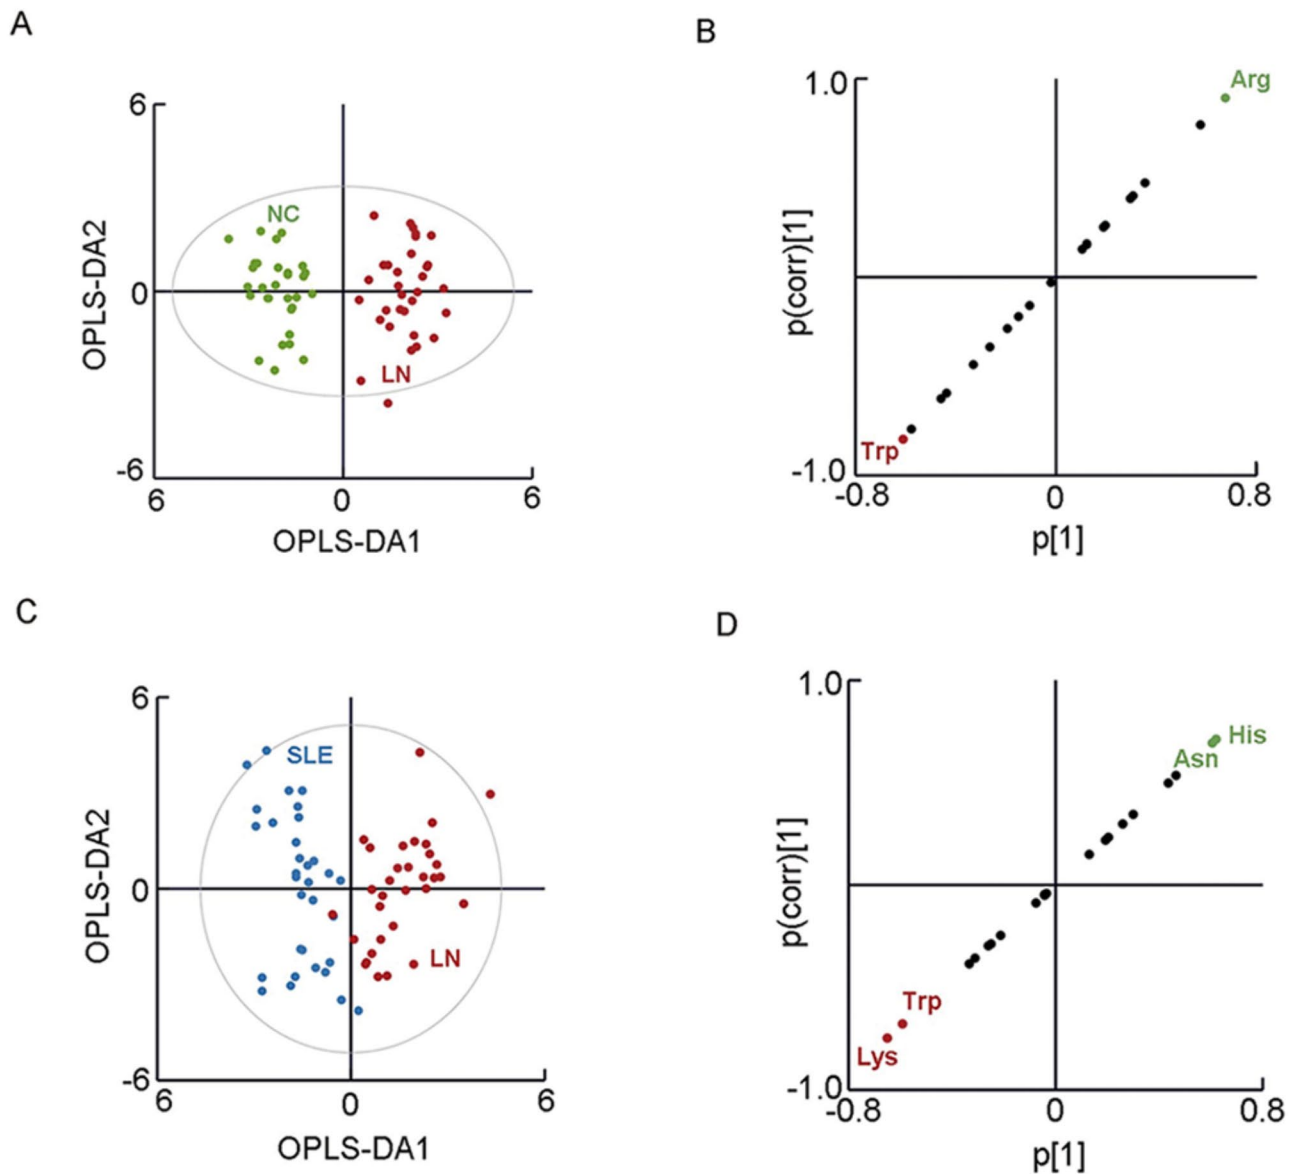 A
6
OPLS-DA2
0
-6
NC
LN
6
0
6
OPLS-DA1
B
1.0
p(corr)[1]
-1.0
Arg
Trp
-0.8
0
0.8
p[1]
C
6
OPLS-DA2
0
-6
SLE
LN
6
0
6
OPLS-DA1
D
1.0
p(corr)[1]
-1.0
His
Asn
Trp
Lys
-0.8
0
0.8
p[1]